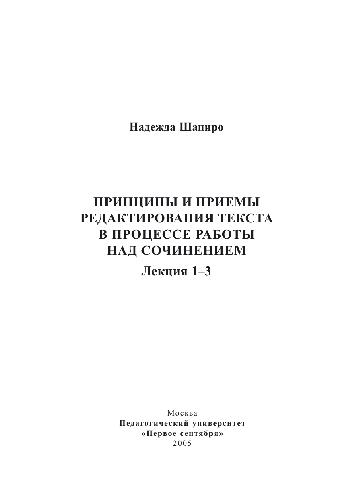 Надежда Шапиро
ПРИНЦИПЫ И ПРИЕМЫ
РЕДАКТИРОВАНИЯ ТЕКСТА
В ПРОЦЕССЕ РАБОТЫ
НАД СОЧИНЕНИЕМ
Лекция 1–3
Москва
Педагогический университет
«Первое сентября»
2005